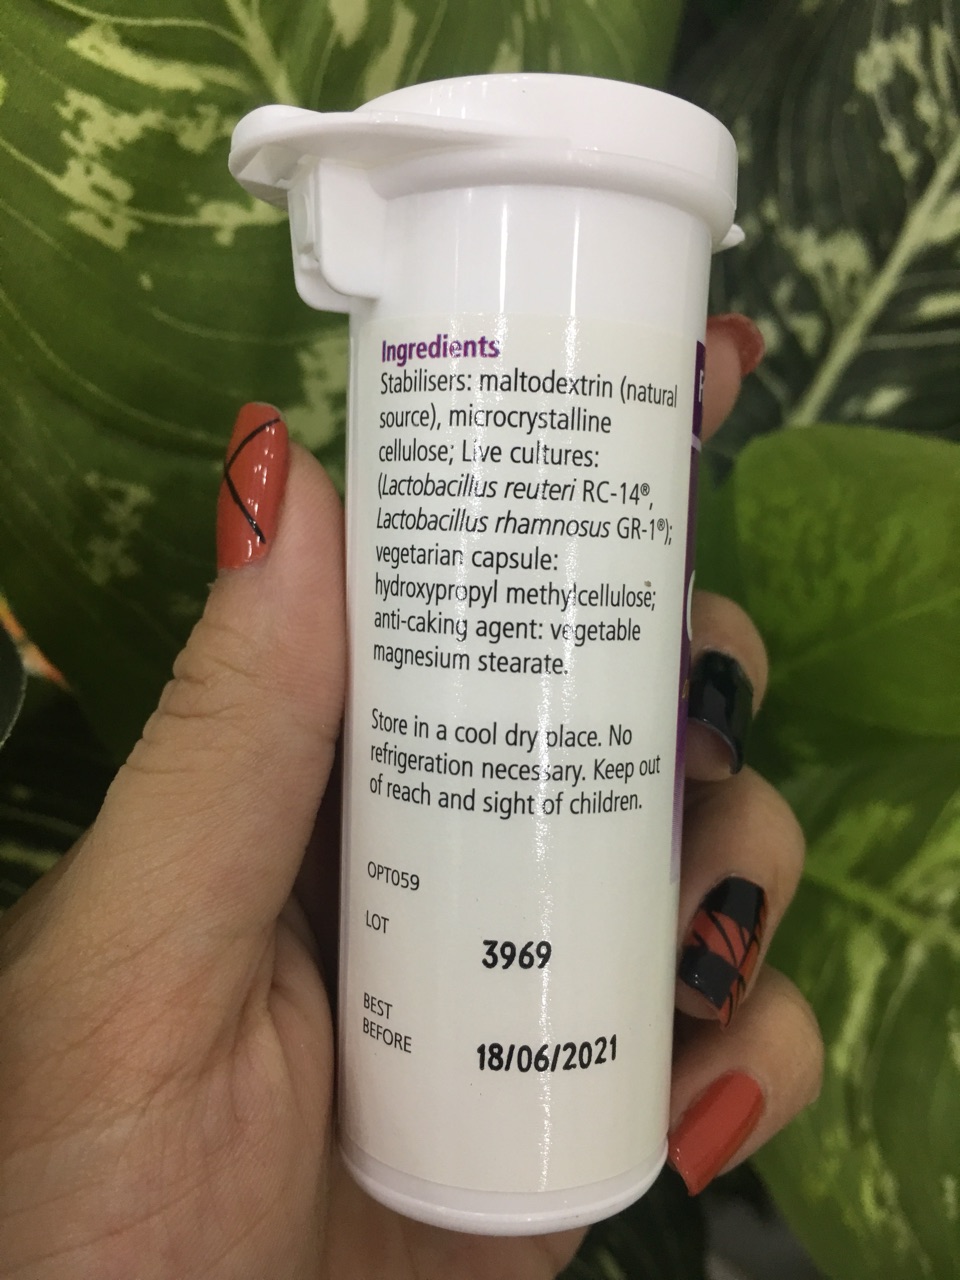 Ingredients
Stabilisers: maltodextrin (natural
source), microcrystalline
cellulose; Live cultures:
(Lactobacillus reuteri RC-14®,
Lactobacillus rhamnosus GR-1®);
vegetarian capsule:
hydroxypropyl methylcellulose;
anti-caking agent: vegetable
magnesium stearate.
Store in a cool dry place. No
refrigeration necessary. Keep out
of reach and sight of children.
OPT059
LOT
3969
BEST
BEFORE
18/06/2021